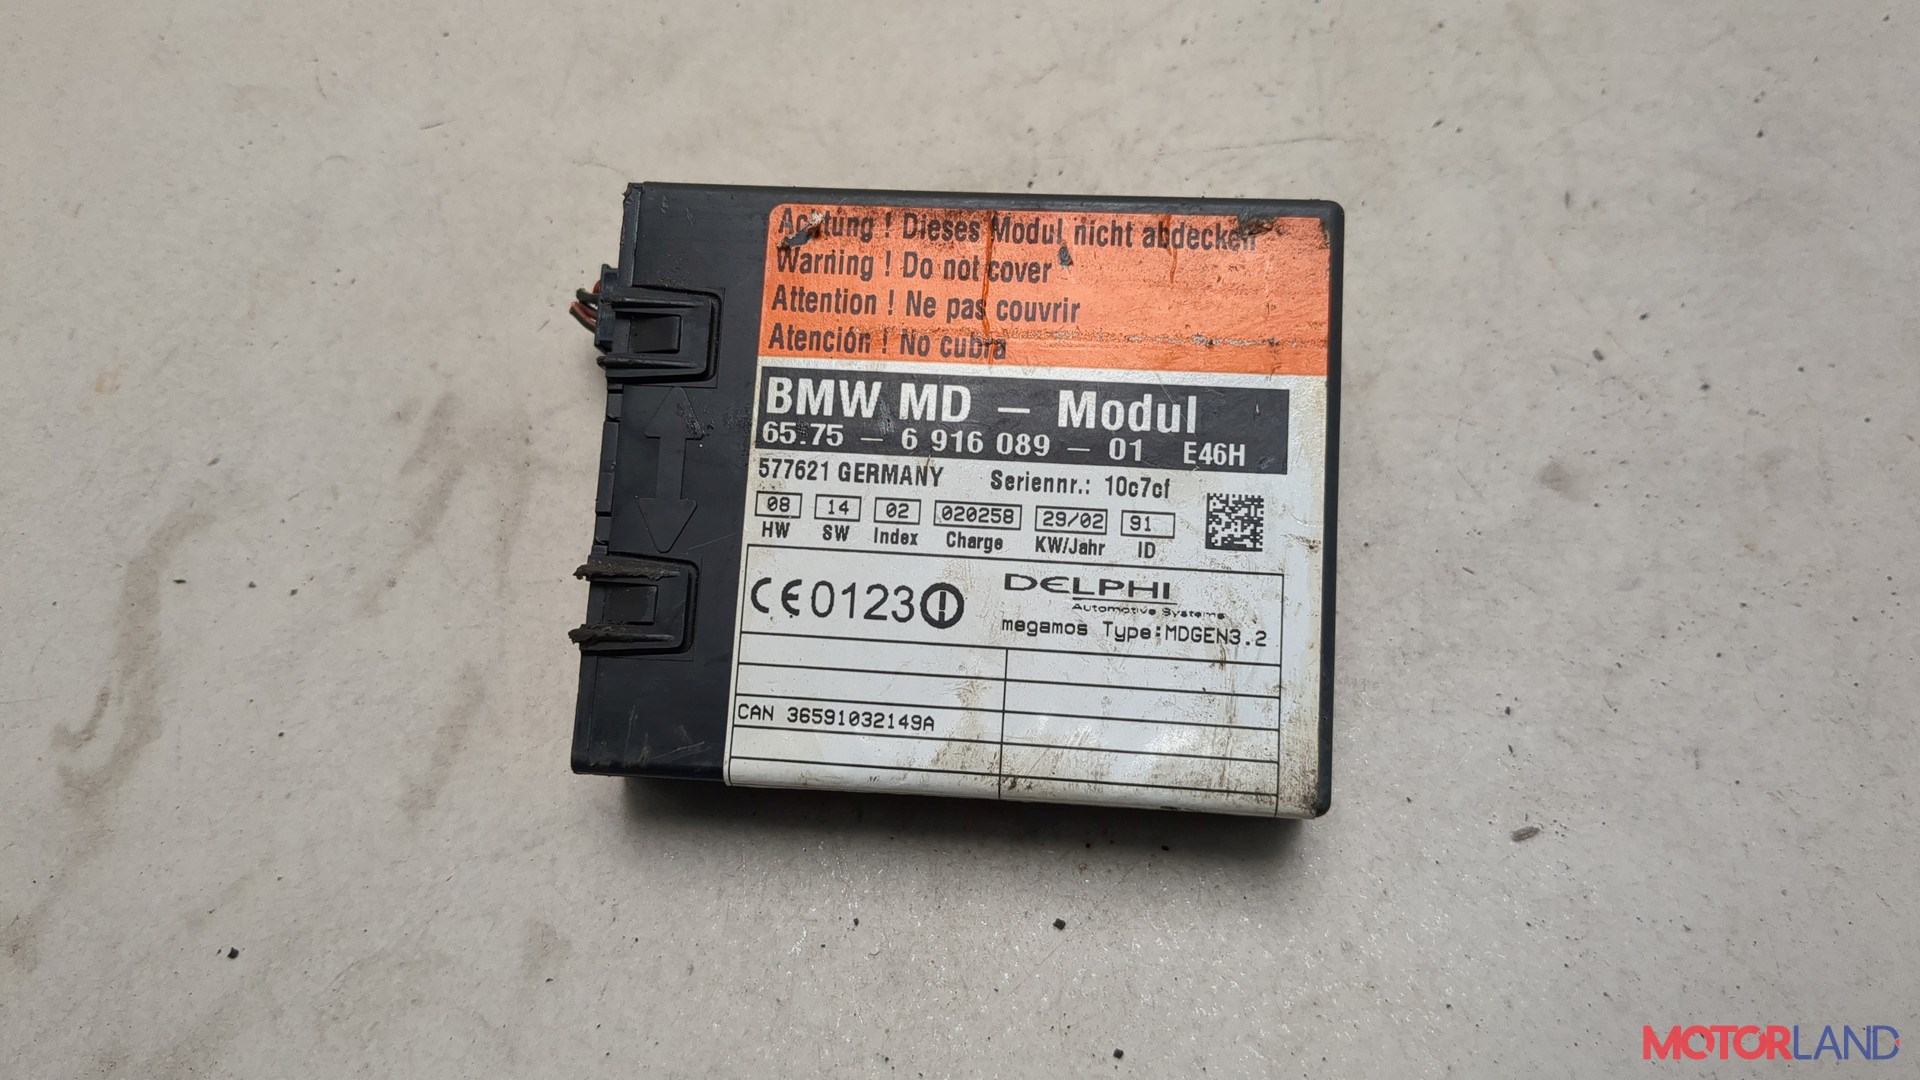 Achtung ! Dieses Modul nicht abdecken
Warning ! Do not cover
Attention ! Ne pas couvrir
Atención ! No cubra
BMW MD – Modul
65.75 – 6 916 089 – 01 E46H
577621 GERMANY Seriennr.: 10c7cf
08 14 02 020258 29/02 91
HW SW Index Charge KW/Jahr ID
CE0123
DELPHI
Automotive Systems
megamos Type:MDGEN3.2
CAN 36591032149A
MOTORLAND